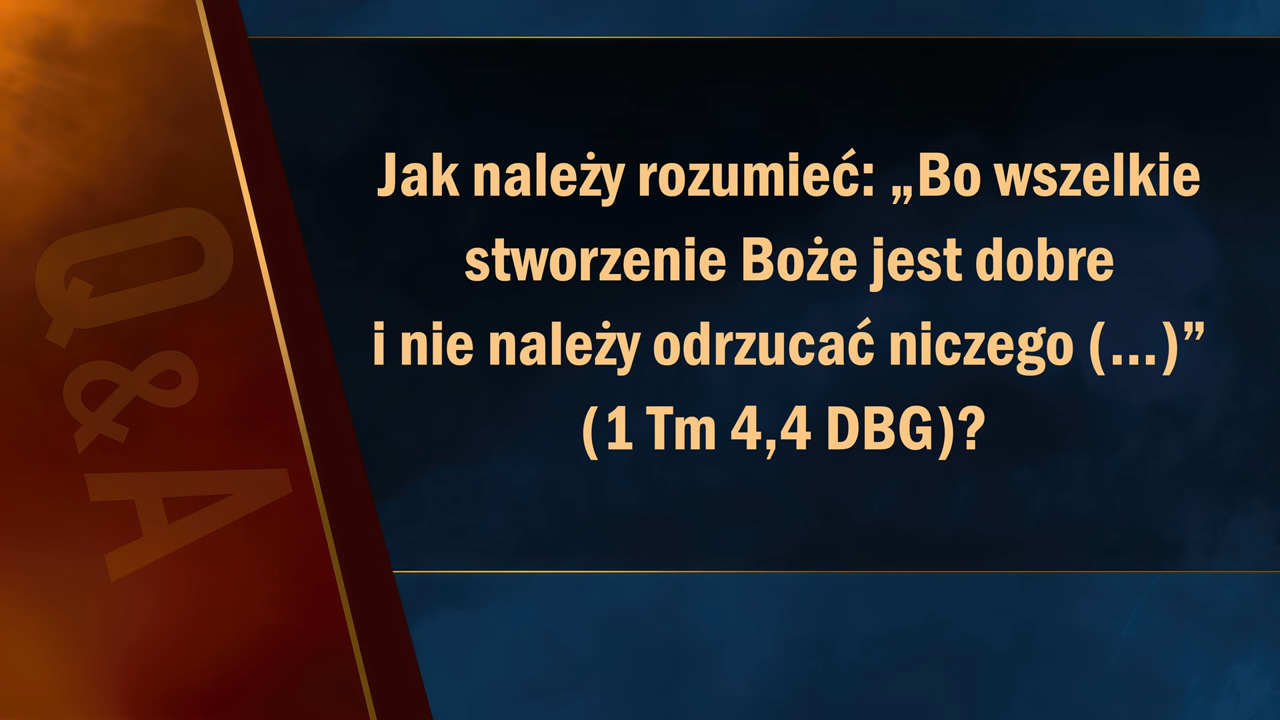 Q&A
Jak należy rozumieć: „Bo wszelkie
stworzenie Boże jest dobre
i nie należy odrzucać niczego (...)”
(1 Tm 4,4 DBG)?